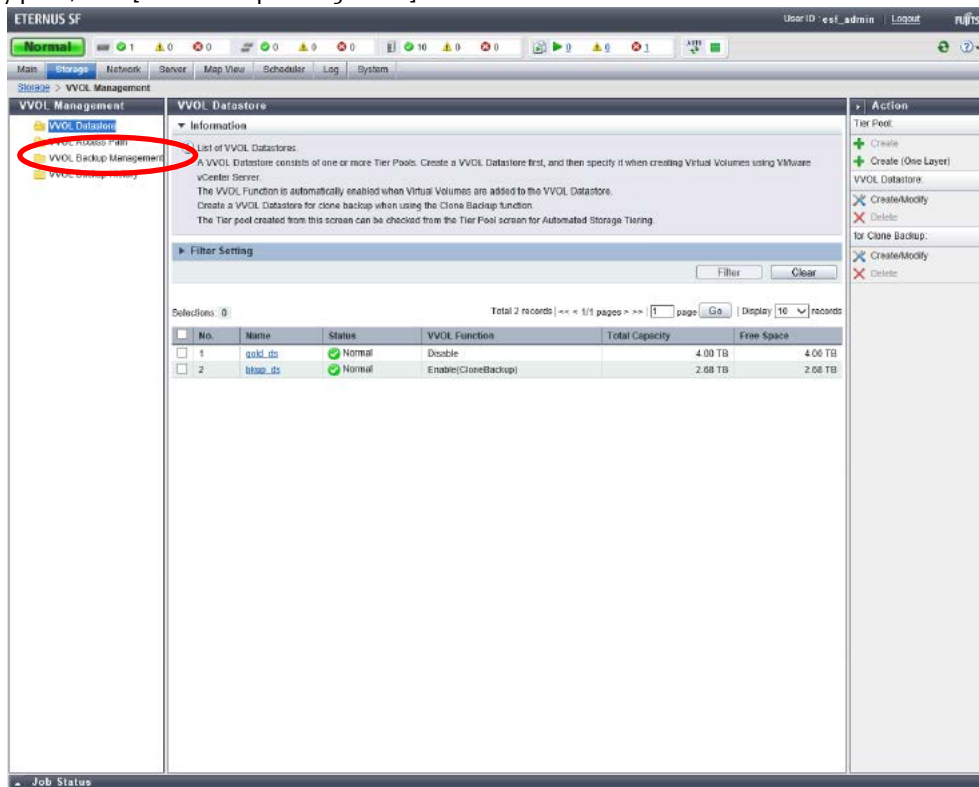 ETERNUS SF
User ID : esf_admin Logout
Normal 1 0 0 0 0 0 10 0 0 0 0 1
Main Storage Network Server Map View Scheduler Log System
Storage > VVOL Management
VVOL Management
VVOL Datastore
VVOL Access Path
VVOL Backup Management
VVOL Backup History
VVOL Datastore
Information
List of VVOL Datastores.
A VVOL Datastore consists of one or more Tier Pools. Create a VVOL Datastore first, and then specify it when creating Virtual Volumes using VMware
vCenter Server.
The VVOL Function is automatically enabled when Virtual Volumes are added to the VVOL Datastore.
Create a VVOL Datastore for clone backup when using the Clone Backup function.
The Tier pool created from this screen can be checked from the Tier Pool screen for Automated Storage Tiering.
Filter Setting
Filter Clear
Selections: 0
Total 2 records | << < 1/1 pages > >> | 1 page Go | Display 10 records
No. Name Status VVOL Function Total Capacity Free Space
1 gold_ds Normal Disable 4.00 TB 4.00 TB
2 bkup_ds Normal Enable(CloneBackup) 2.68 TB 2.68 TB
Action
Tier Pool:
Create
Create (One Layer)
VVOL Datastore:
Create/Modify
Delete
for Clone Backup:
Create/Modify
Delete
Job Status